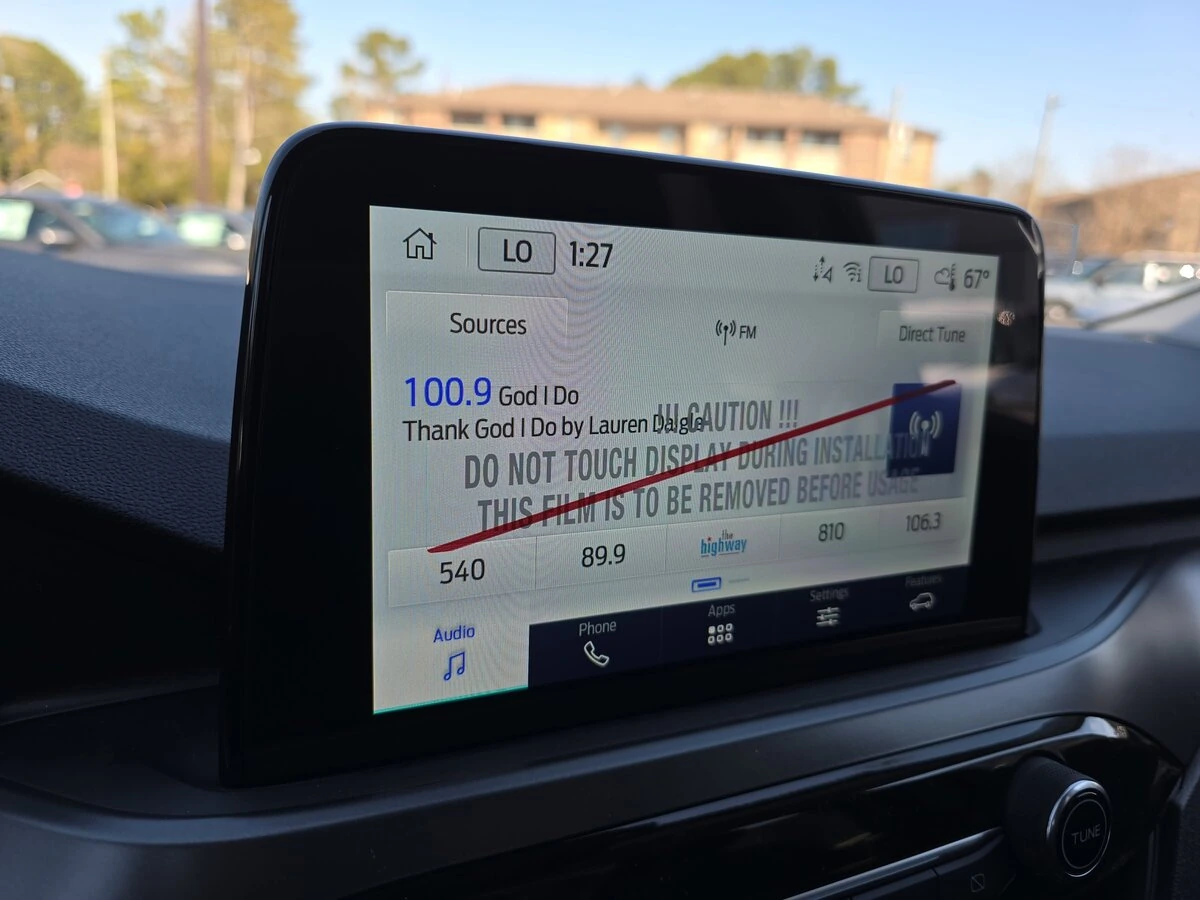 LO 1:27 LO 67°
Sources FM Direct Tune
100.9 God I Do
Thank God I Do by Lauren Daigle
!!! CAUTION !!!
DO NOT TOUCH DISPLAY DURING INSTALLATION
THIS FILM IS TO BE REMOVED BEFORE USAGE
540 89.9 the highway 810 106.3
Audio Phone Apps Settings Features
TUNE